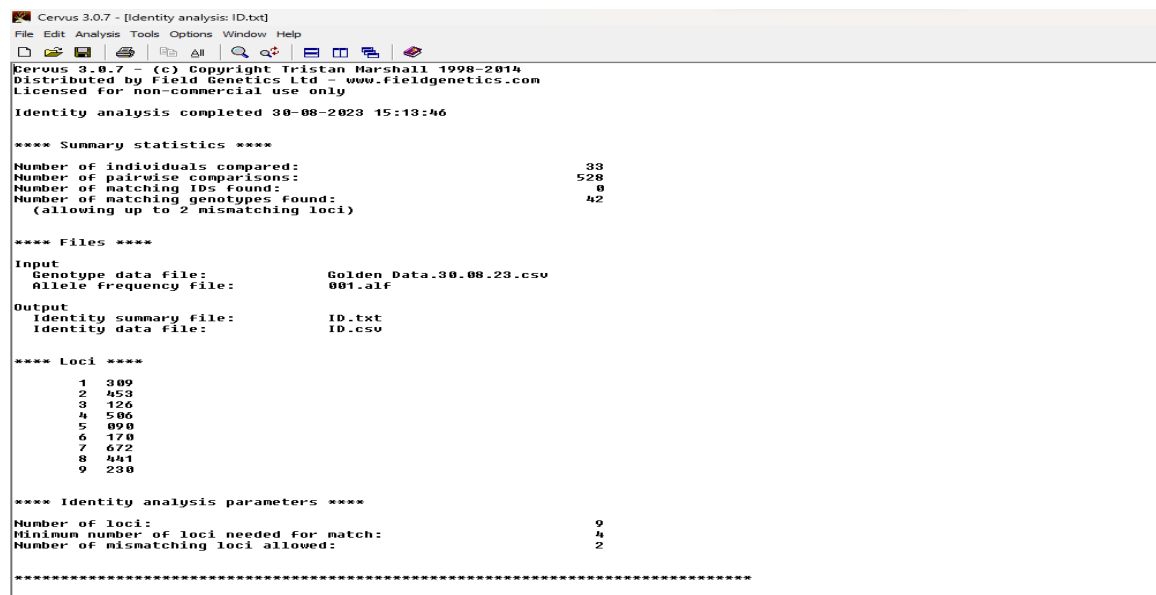 Cervus 3.0.7 - [Identity analysis: ID.txt]
File Edit Analysis Tools Options Window Help
All
Cervus 3.0.7 - (c) Copyright Tristan Marshall 1998-2014
Distributed by Field Genetics Ltd - www.fieldgenetics.com
Licensed for non-commercial use only
Identity analysis completed 30-08-2023 15:13:46
**** Summary statistics ****
Number of individuals compared: 33
Number of pairwise comparisons: 528
Number of matching IDs found: 0
Number of matching genotypes found: 42
(allowing up to 2 mismatching loci)
**** Files ****
Input
Genotype data file: Golden Data.30.08.23.csv
Allele frequency file: 001.alf
Output
Identity summary file: ID.txt
Identity data file: ID.csv
**** Loci ****
1 309
2 453
3 126
4 506
5 090
6 170
7 672
8 441
9 230
**** Identity analysis parameters ****
Number of loci: 9
Minimum number of loci needed for match: 4
Number of mismatching loci allowed: 2
********************************************************************************